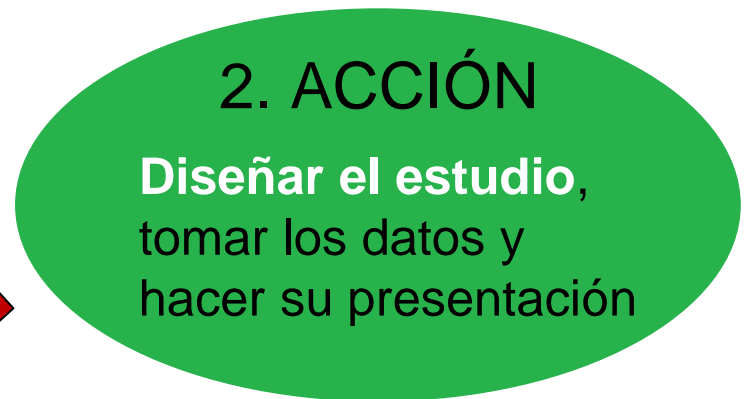 2. ACCIÓN
Diseñar el estudio,
tomar los datos y
hacer su presentación